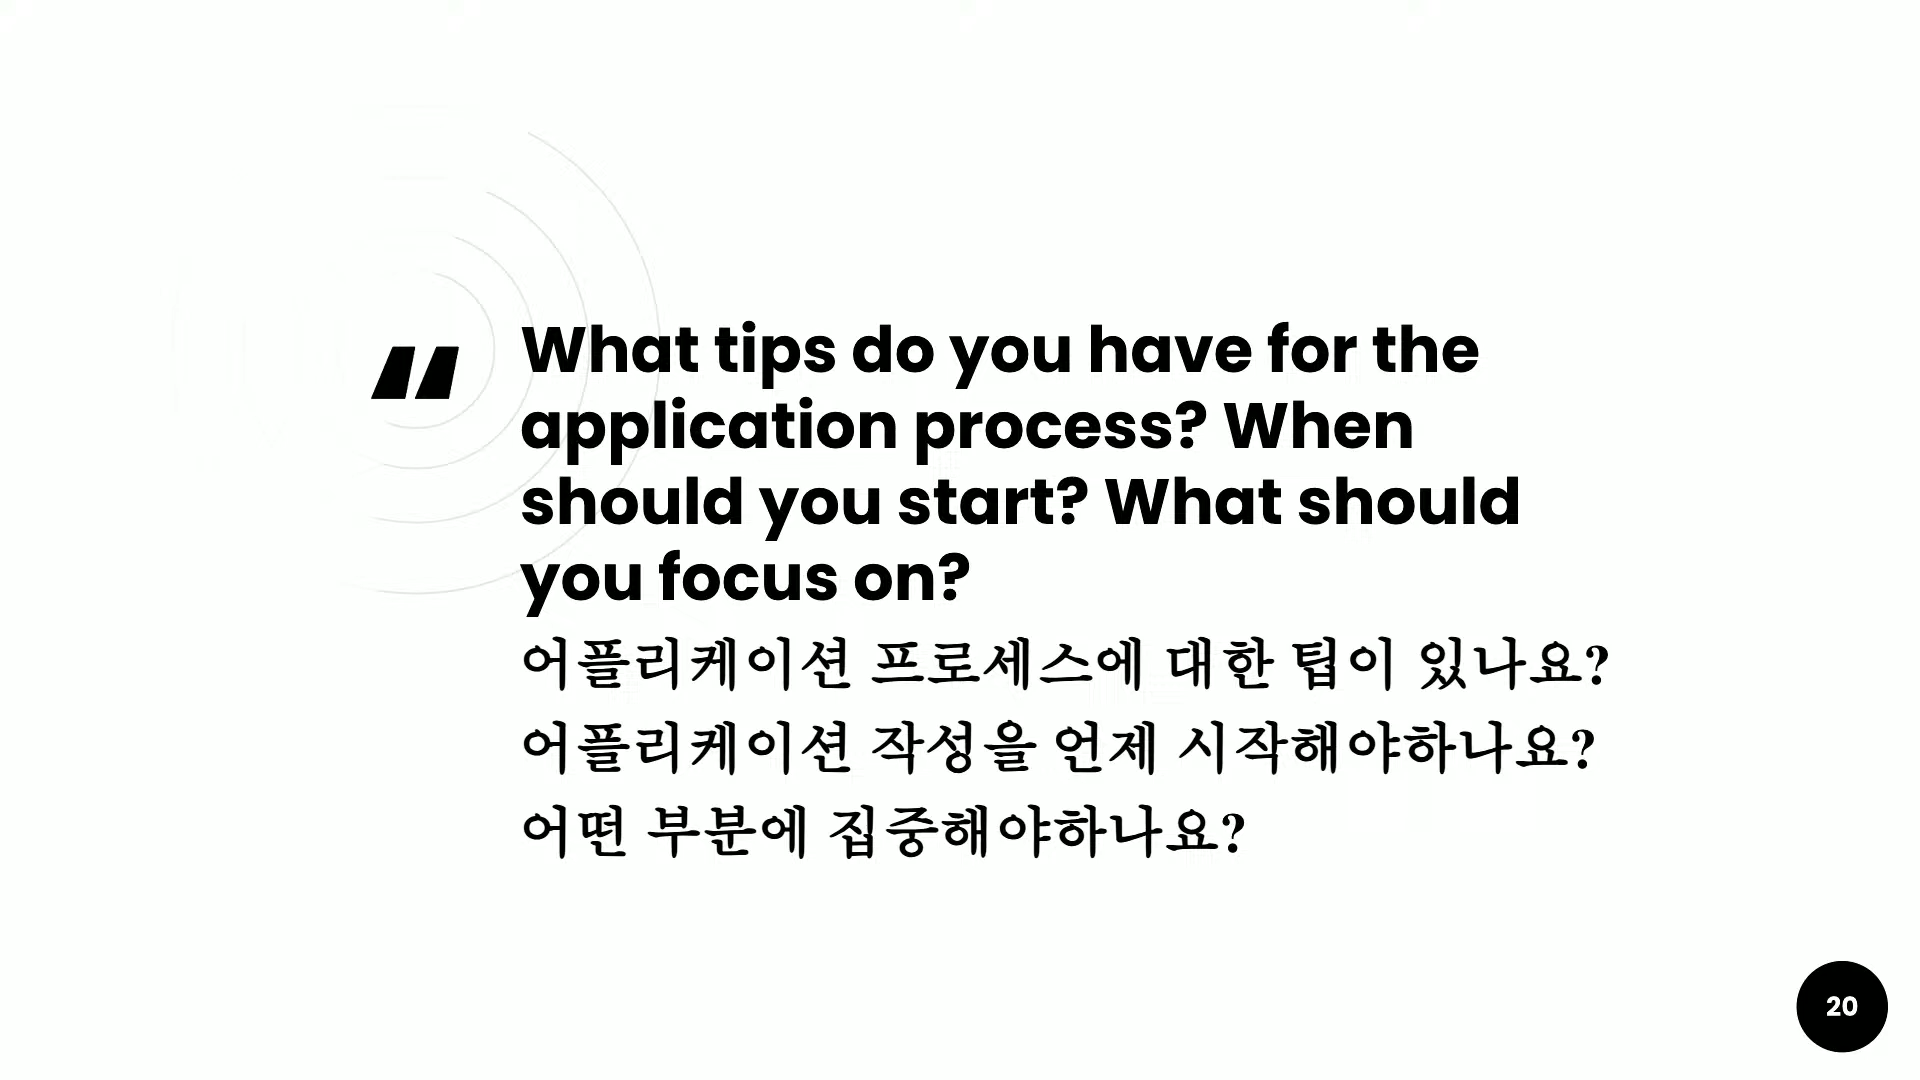 “ What tips do you have for the
application process? When
should you start? What should
you focus on?
어플리케이션 프로세스에 대한 팁이 있나요?
어플리케이션 작성을 언제 시작해야하나요?
어떤 부분에 집중해야하나요?
20